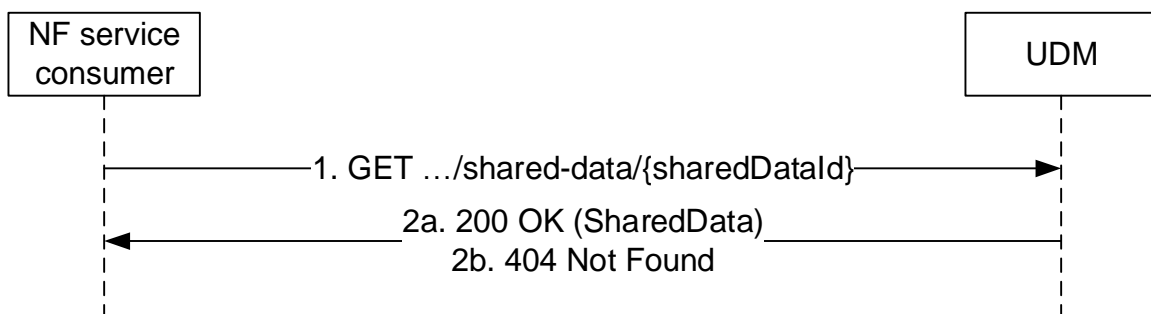 NF service
consumer
UDM
1. GET …/shared-data/{sharedDataId}
2a. 200 OK (SharedData)
2b. 404 Not Found